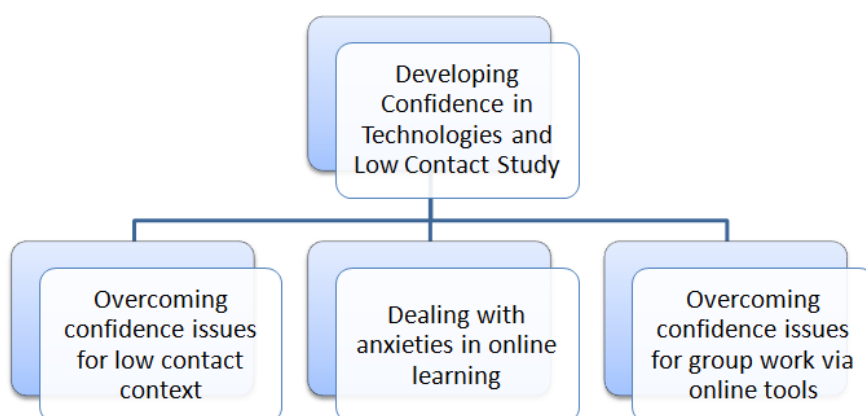 Developing
Confidence in
Technologies and
Low Contact Study
Overcoming
confidence issues
for low contact
context
Dealing with
anxieties in online
learning
Overcoming
confidence issues
for group work via
online tools